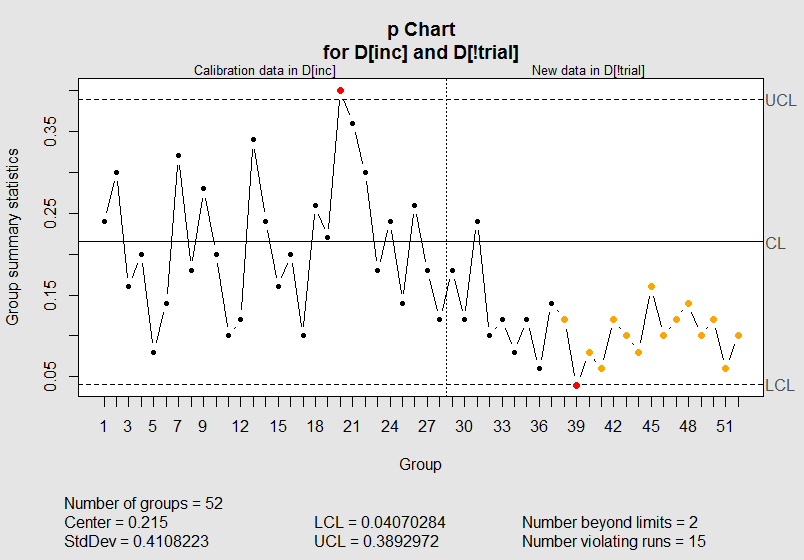 p Chart
for D[inc] and D[!trial]
Calibration data in D[inc] New data in D[!trial]
Group summary statistics
0.35
0.25
0.15
0.05
UCL
CL
LCL
1 3 5 7 9 12 15 18 21 24 27 30 33 36 39 42 45 48 51
Group
Number of groups = 52
Center = 0.215 LCL = 0.04070284 Number beyond limits = 2
StdDev = 0.4108223 UCL = 0.3892972 Number violating runs = 15